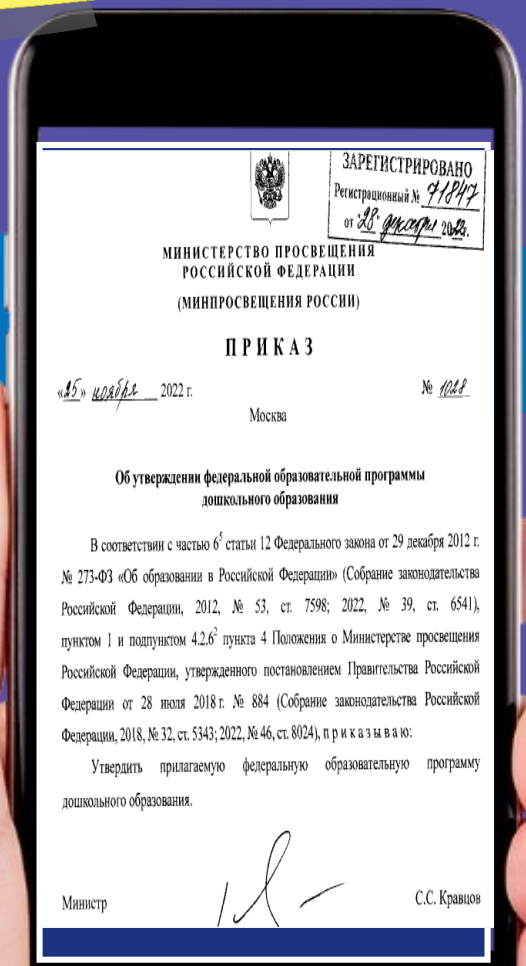 ЗАРЕГИСТРИРОВАНО
Регистрационный № 71847
от "28" декабря 2022г.
МИНИСТЕРСТВО ПРОСВЕЩЕНИЯ
РОССИЙСКОЙ ФЕДЕРАЦИИ
(МИНПРОСВЕЩЕНИЯ РОССИИ)
ПРИКАЗ
«25» ноября 2022 г. № 1028
Москва
Об утверждении федеральной образовательной программы
дошкольного образования
В соответствии с частью 6⁵ статьи 12 Федерального закона от 29 декабря 2012 г.
№ 273-ФЗ «Об образовании в Российской Федерации» (Собрание законодательства
Российской Федерации, 2012, № 53, ст. 7598; 2022, № 39, ст. 6541),
пунктом 1 и подпунктом 4.2.6² пункта 4 Положения о Министерстве просвещения
Российской Федерации, утвержденного постановлением Правительства Российской
Федерации от 28 июля 2018 г. № 884 (Собрание законодательства Российской
Федерации, 2018, № 32, ст. 5343; 2022, № 46, ст. 8024), п р и к а з ы в а ю:
Утвердить прилагаемую федеральную образовательную программу
дошкольного образования.
Министр С.С. Кравцов